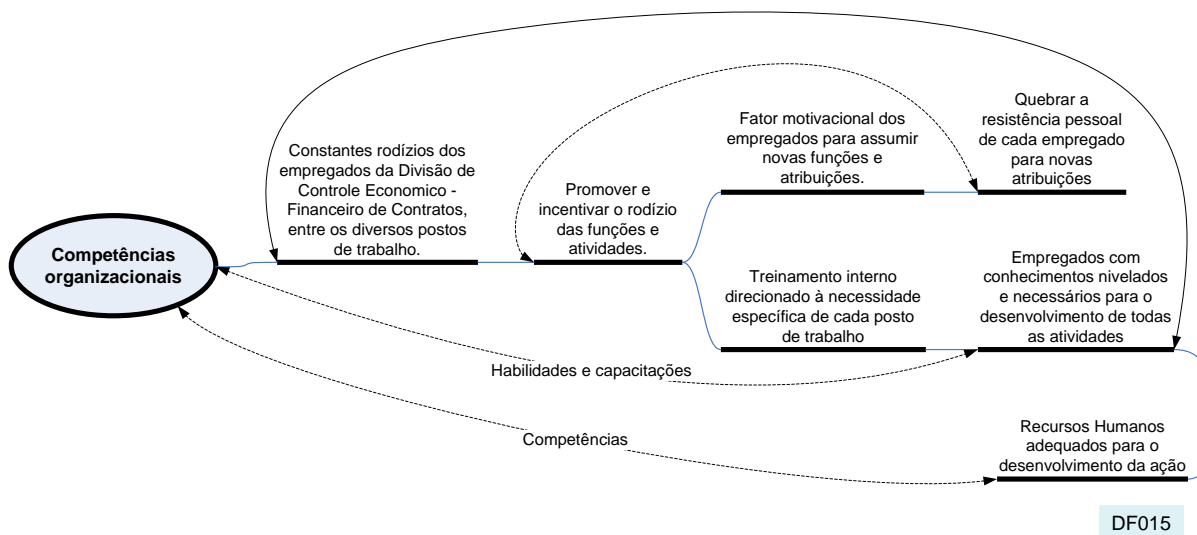 Competências
organizacionais
Constantes rodízios dos
empregados da Divisão de
Controle Economico -
Financeiro de Contratos,
entre os diversos postos
de trabalho.
Promover e
incentivar o rodízio
das funções e
atividades.
Fator motivacional dos
empregados para assumir
novas funções e
atribuições.
Quebrar a
resistência pessoal
de cada empregado
para novas
atribuições
Treinamento interno
direcionado à necessidade
específica de cada posto
de trabalho
Empregados com
conhecimentos nivelados
e necessários para o
desenvolvimento de todas
as atividades
Habilidades e capacitações
Competências
Recursos Humanos
adequados para o
desenvolvimento da ação
DF015